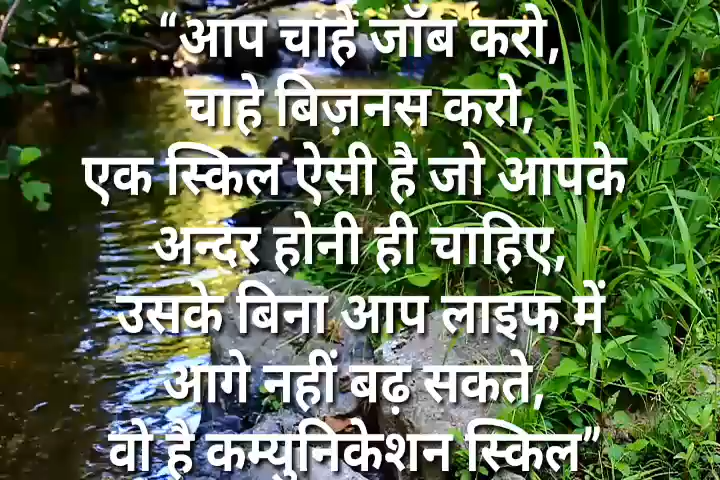 “आप चाहे जॉब करो,
चाहे बिज़नस करो,
एक स्किल ऐसी है जो आपके
अन्दर होनी ही चाहिए,
उसके बिना आप लाइफ में
आगे नहीं बढ़ सकते,
वो है कम्युनिकेशन स्किल”